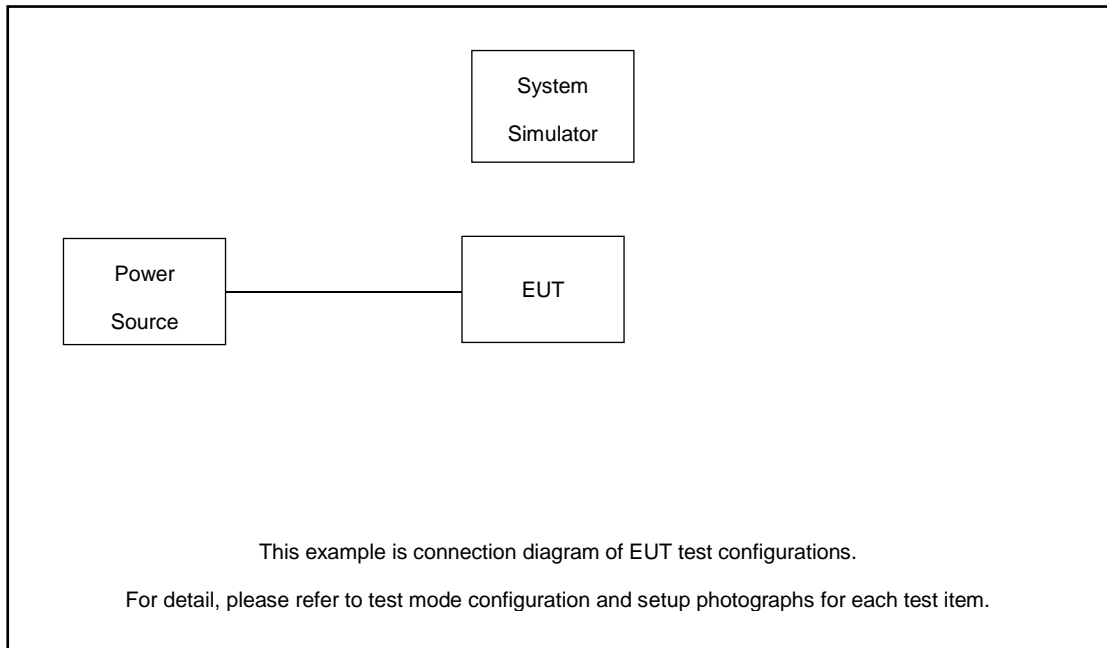 System
Simulator
Power
Source
EUT
This example is connection diagram of EUT test configurations.
For detail, please refer to test mode configuration and setup photographs for each test item.